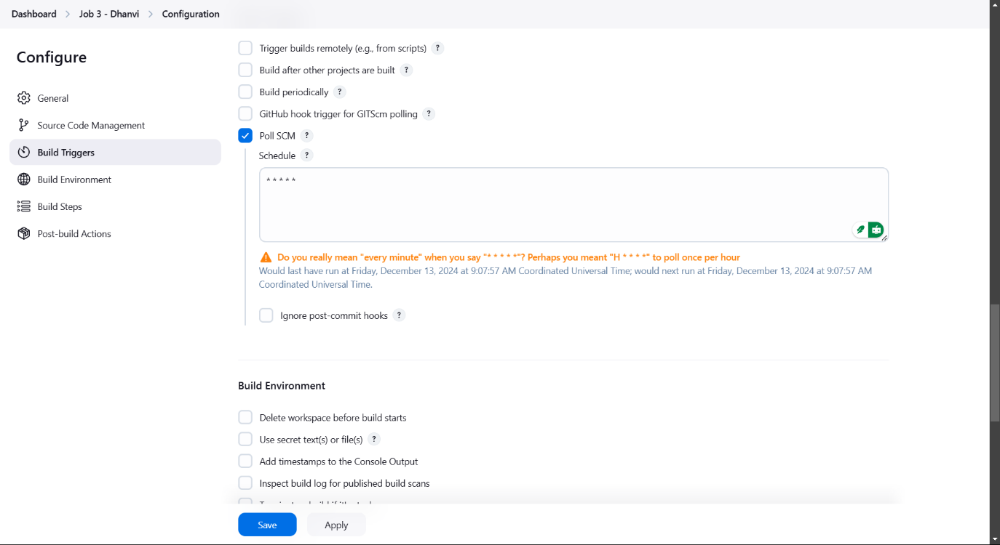 Dashboard > Job 3 - Dhanvi > Configuration
Configure
General
Source Code Management
Build Triggers
Build Environment
Build Steps
Post-build Actions
Trigger builds remotely (e.g., from scripts) ?
Build after other projects are built ?
Build periodically ?
GitHub hook trigger for GITScm polling ?
Poll SCM ?
Schedule ?
* * * * *
Do you really mean "every minute" when you say "* * * * *"? Perhaps you meant "H * * * *" to poll once per hour
Would last have run at Friday, December 13, 2024 at 9:07:57 AM Coordinated Universal Time; would next run at Friday, December 13, 2024 at 9:07:57 AM
Coordinated Universal Time.
Ignore post-commit hooks ?
Build Environment
Delete workspace before build starts
Use secret text(s) or file(s) ?
Add timestamps to the Console Output
Inspect build log for published build scans
Save Apply